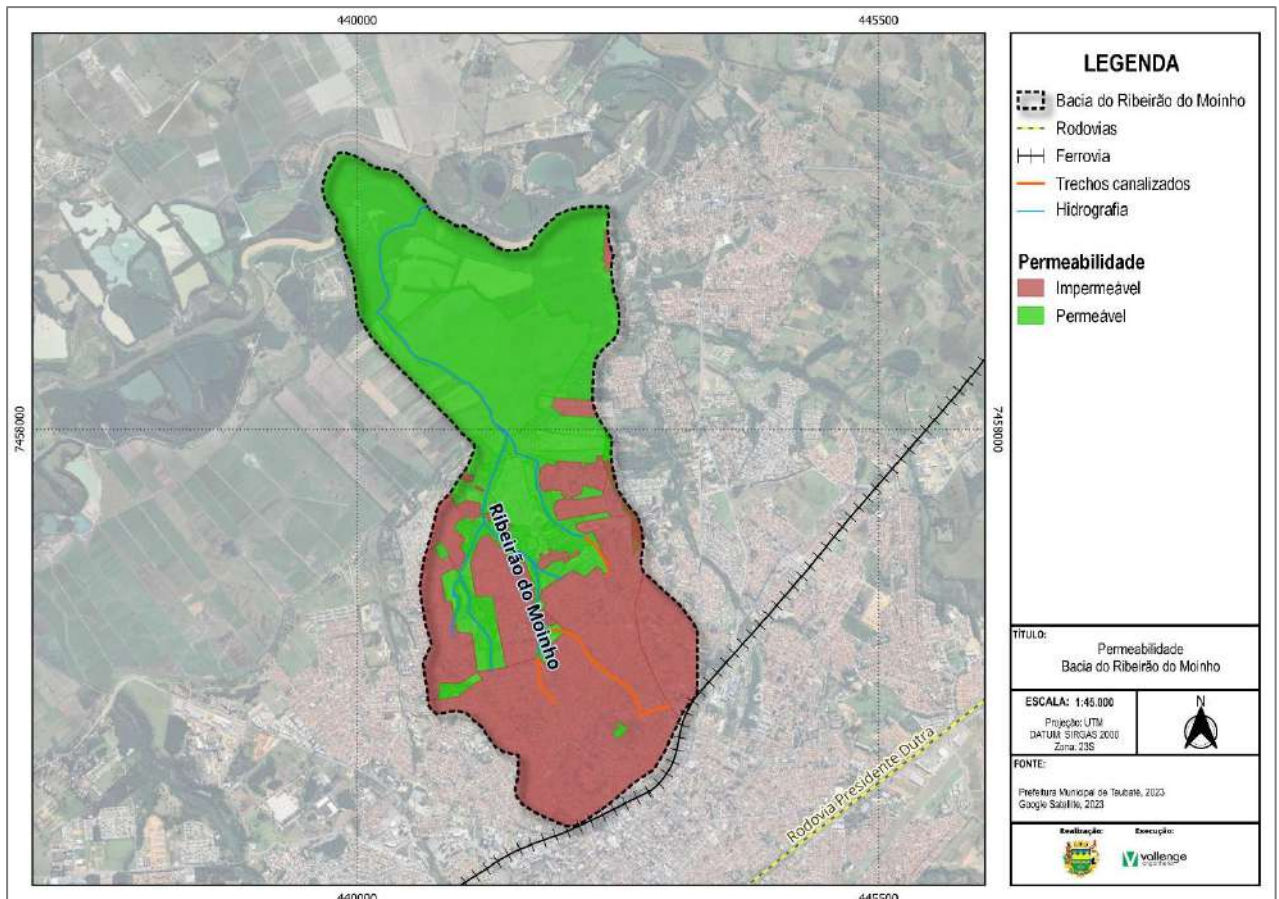 440000
445500
7458000
7458000
Ribeirão do Moinho
Rodovia Presidente Dutra
440000
445500
LEGENDA
Bacia do Ribeirão do Moinho
Rodovias
Ferrovia
Trechos canalizados
Hidrografia
Permeabilidade
Impermeável
Permeável
TÍTULO:
Permeabilidade
Bacia do Ribeirão do Moinho
ESCALA: 1:45.000
Projeção: UTM
DATUM: SIRGAS 2000
Zona: 23S
N
FONTE:
Prefeitura Municipal de Taubaté, 2023
Google Satellite, 2023
Realização:
Execução:
vallenge